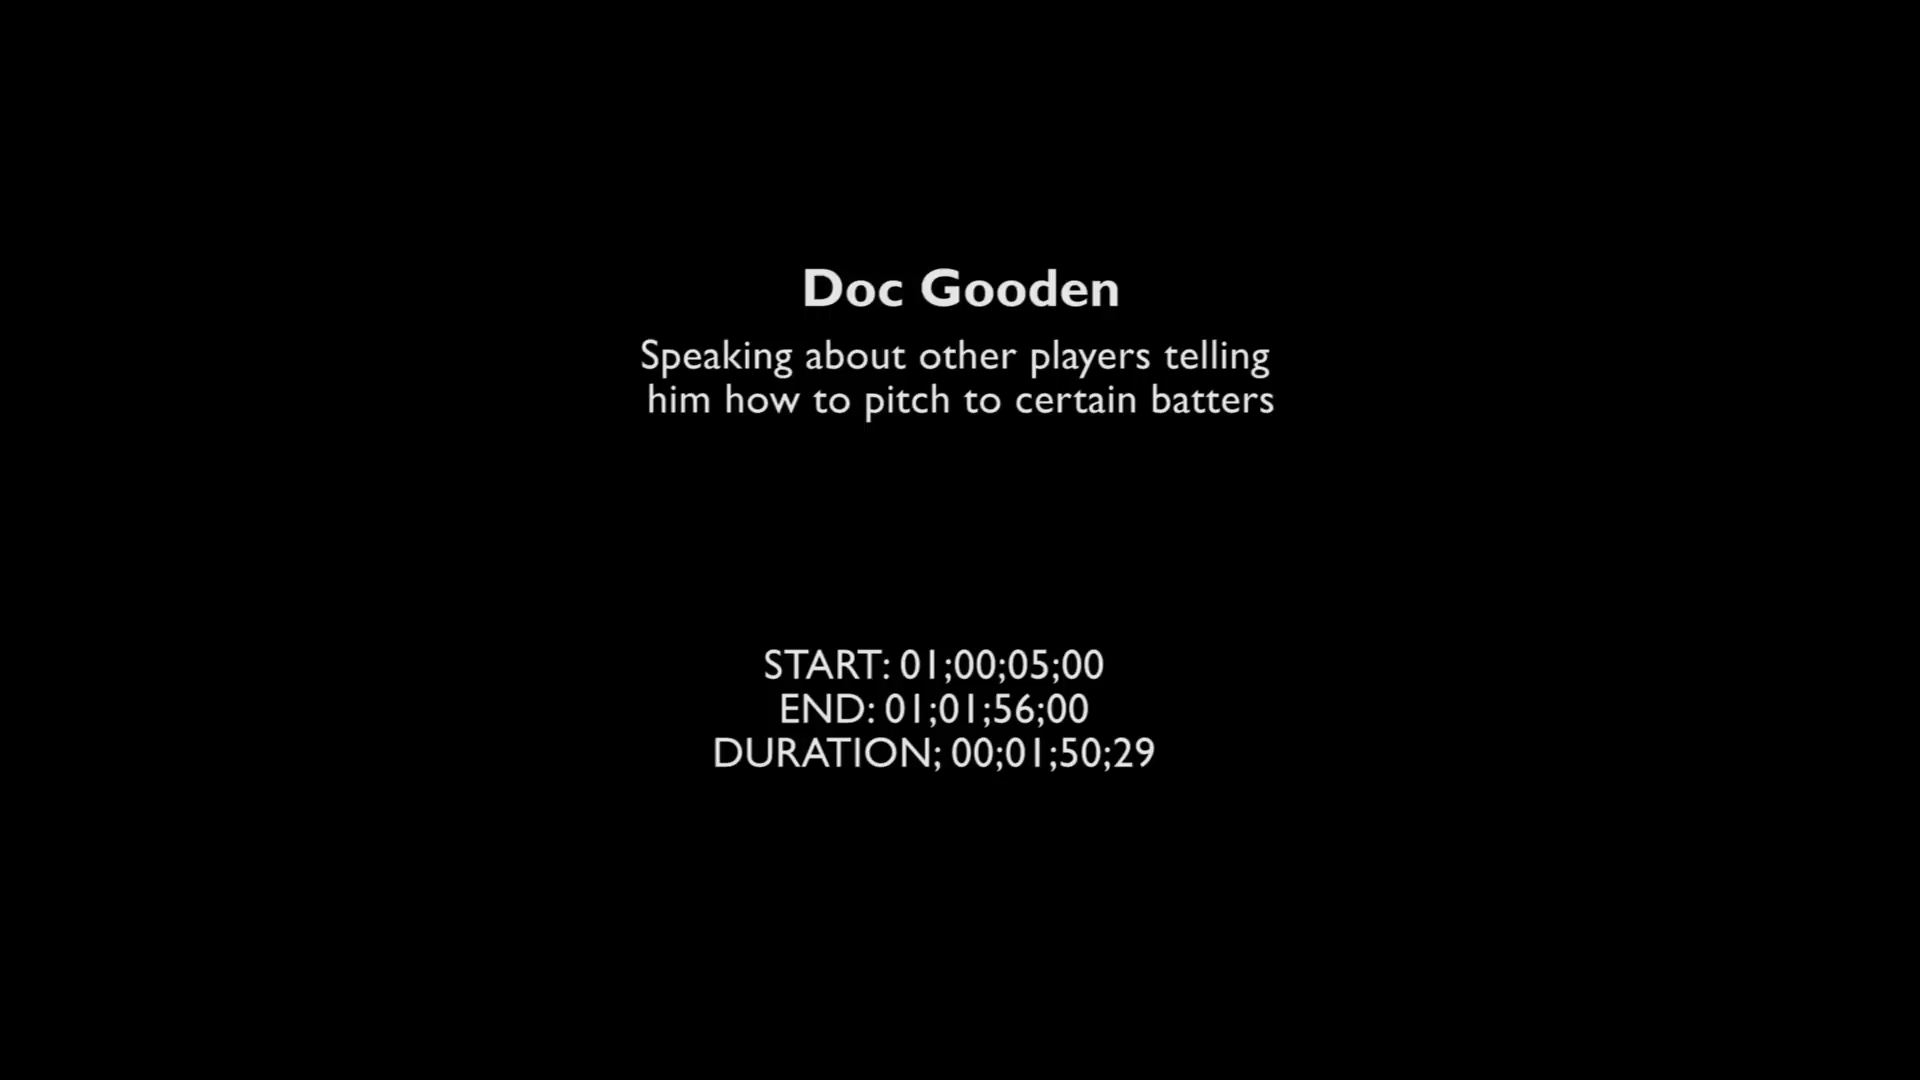 Doc Gooden
Speaking about other players telling
him how to pitch to certain batters
START: 01;00;05;00
END: 01;01;56;00
DURATION; 00;01;50;29